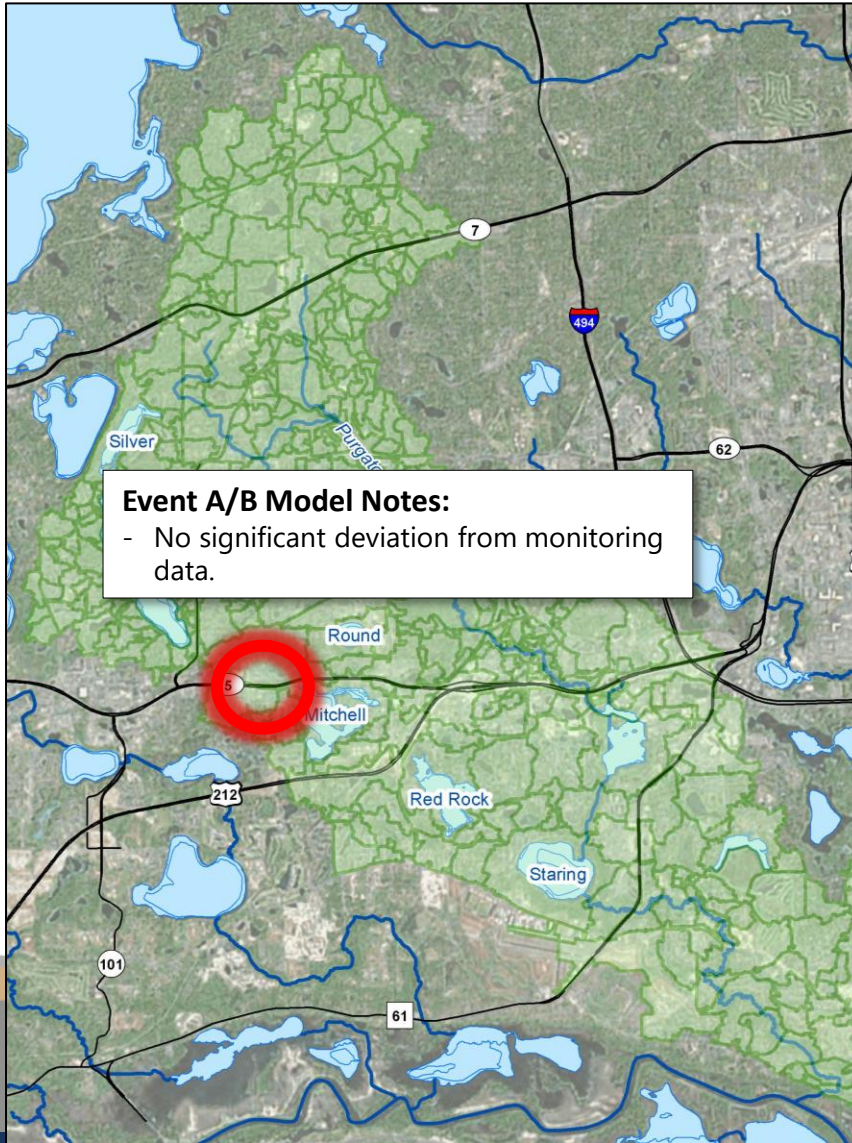 7
494
Silver
Purgat
62
Event A/B Model Notes:
- No significant deviation from monitoring
data.
Round
5
Mitchell
212
Red Rock
Staring
101
61